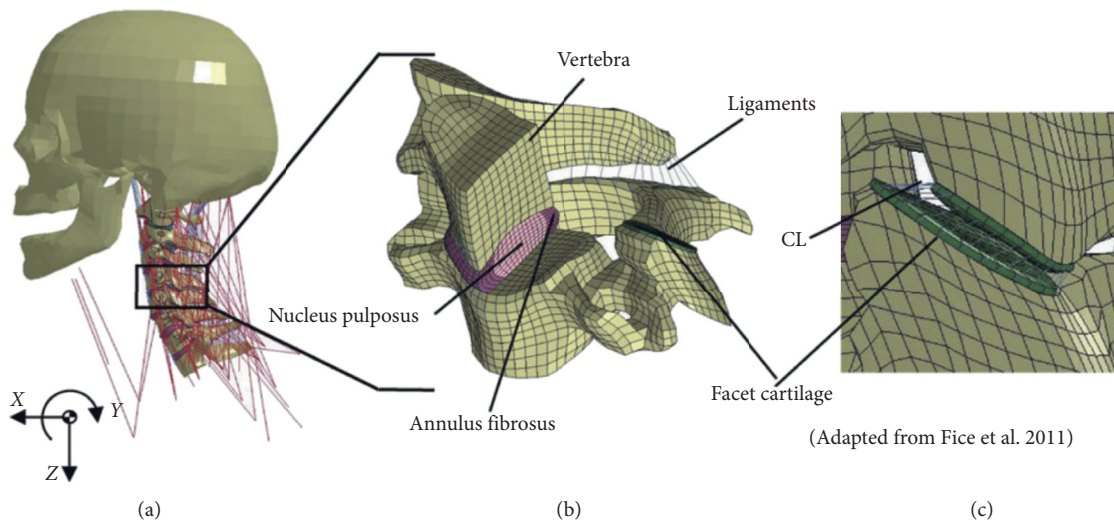 Vertebra
Ligaments
CL
Nucleus pulposus
Facet cartilage
Annulus fibrosus
(Adapted from Fice et al. 2011)
X
Y
Z
(a)
(b)
(c)